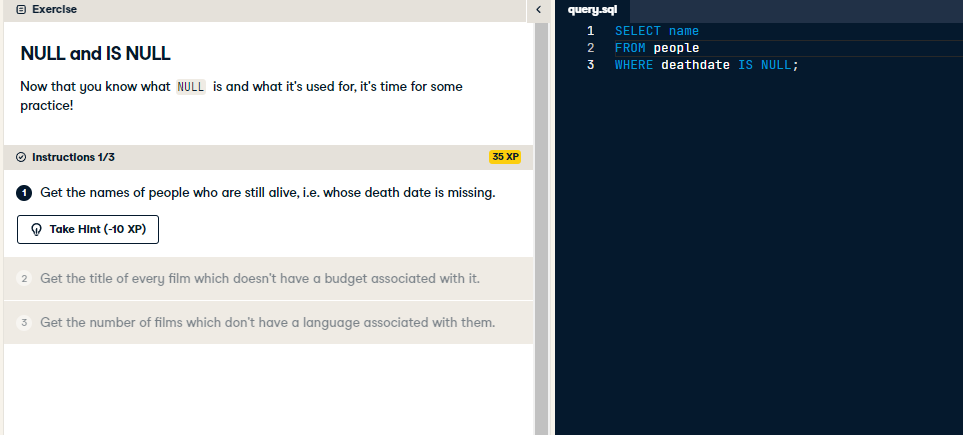 Exercise
NULL and IS NULL
Now that you know what NULL is and what it's used for, it's time for some
practice!
Instructions 1/3
35 XP
1 Get the names of people who are still alive, i.e. whose death date is missing.
Take Hint (-10 XP)
2 Get the title of every film which doesn't have a budget associated with it.
3 Get the number of films which don't have a language associated with them.
query.sql
1 SELECT name
2 FROM people
3 WHERE deathdate IS NULL;